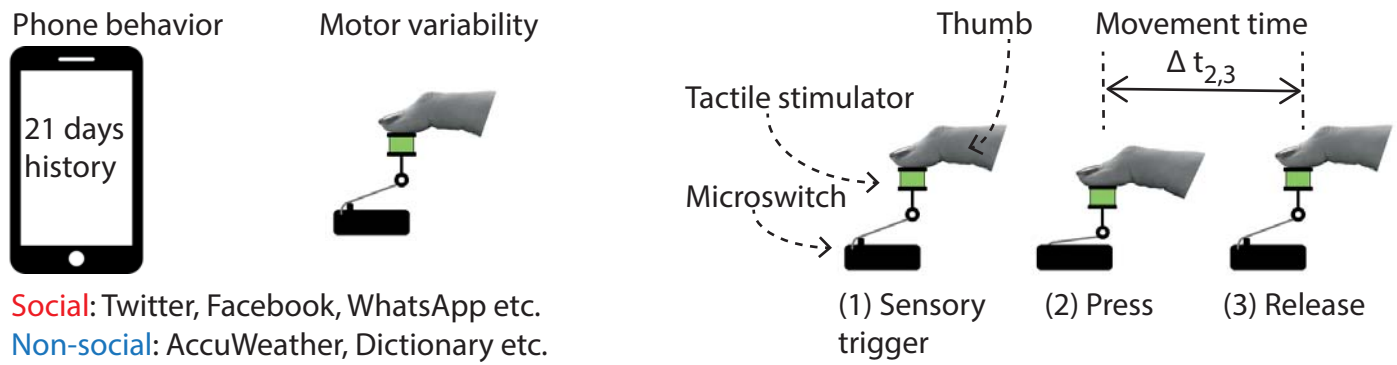 Phone behavior
21 days
history
Motor variability
Social: Twitter, Facebook, WhatsApp etc.
Non-social: AccuWeather, Dictionary etc.
Thumb
Movement time
Δ t2,3
Tactile stimulator
Microswitch
(1) Sensory
trigger
(2) Press
(3) Release